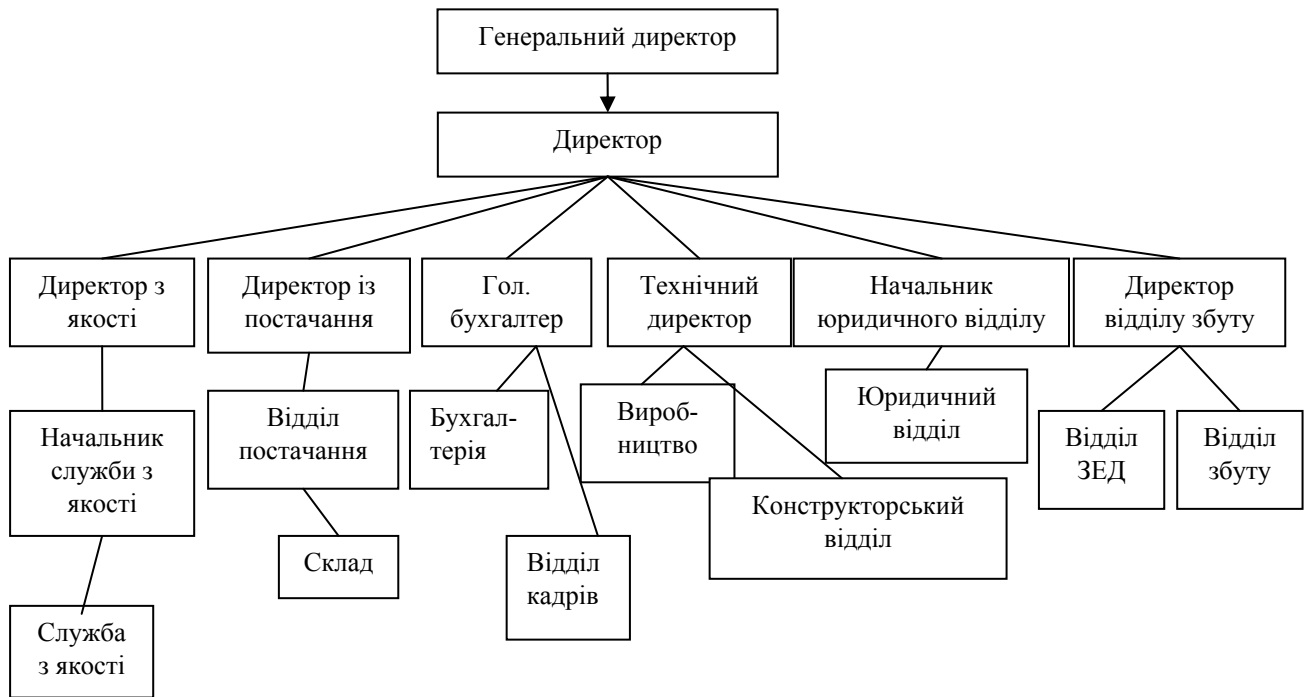 Генеральний директор
Директор
Директор з
якості
Директор із
постачання
Гол.
бухгалтер
Технічний
директор
Начальник
юридичного відділу
Директор
відділу збуту
Начальник
служби з
якості
Відділ
постачання
Бухгал-
терія
Вироб-
ництво
Юридичний
відділ
Відділ
ЗЕД
Відділ
збуту
Конструкторський
відділ
Склад
Відділ
кадрів
Служба
з якості